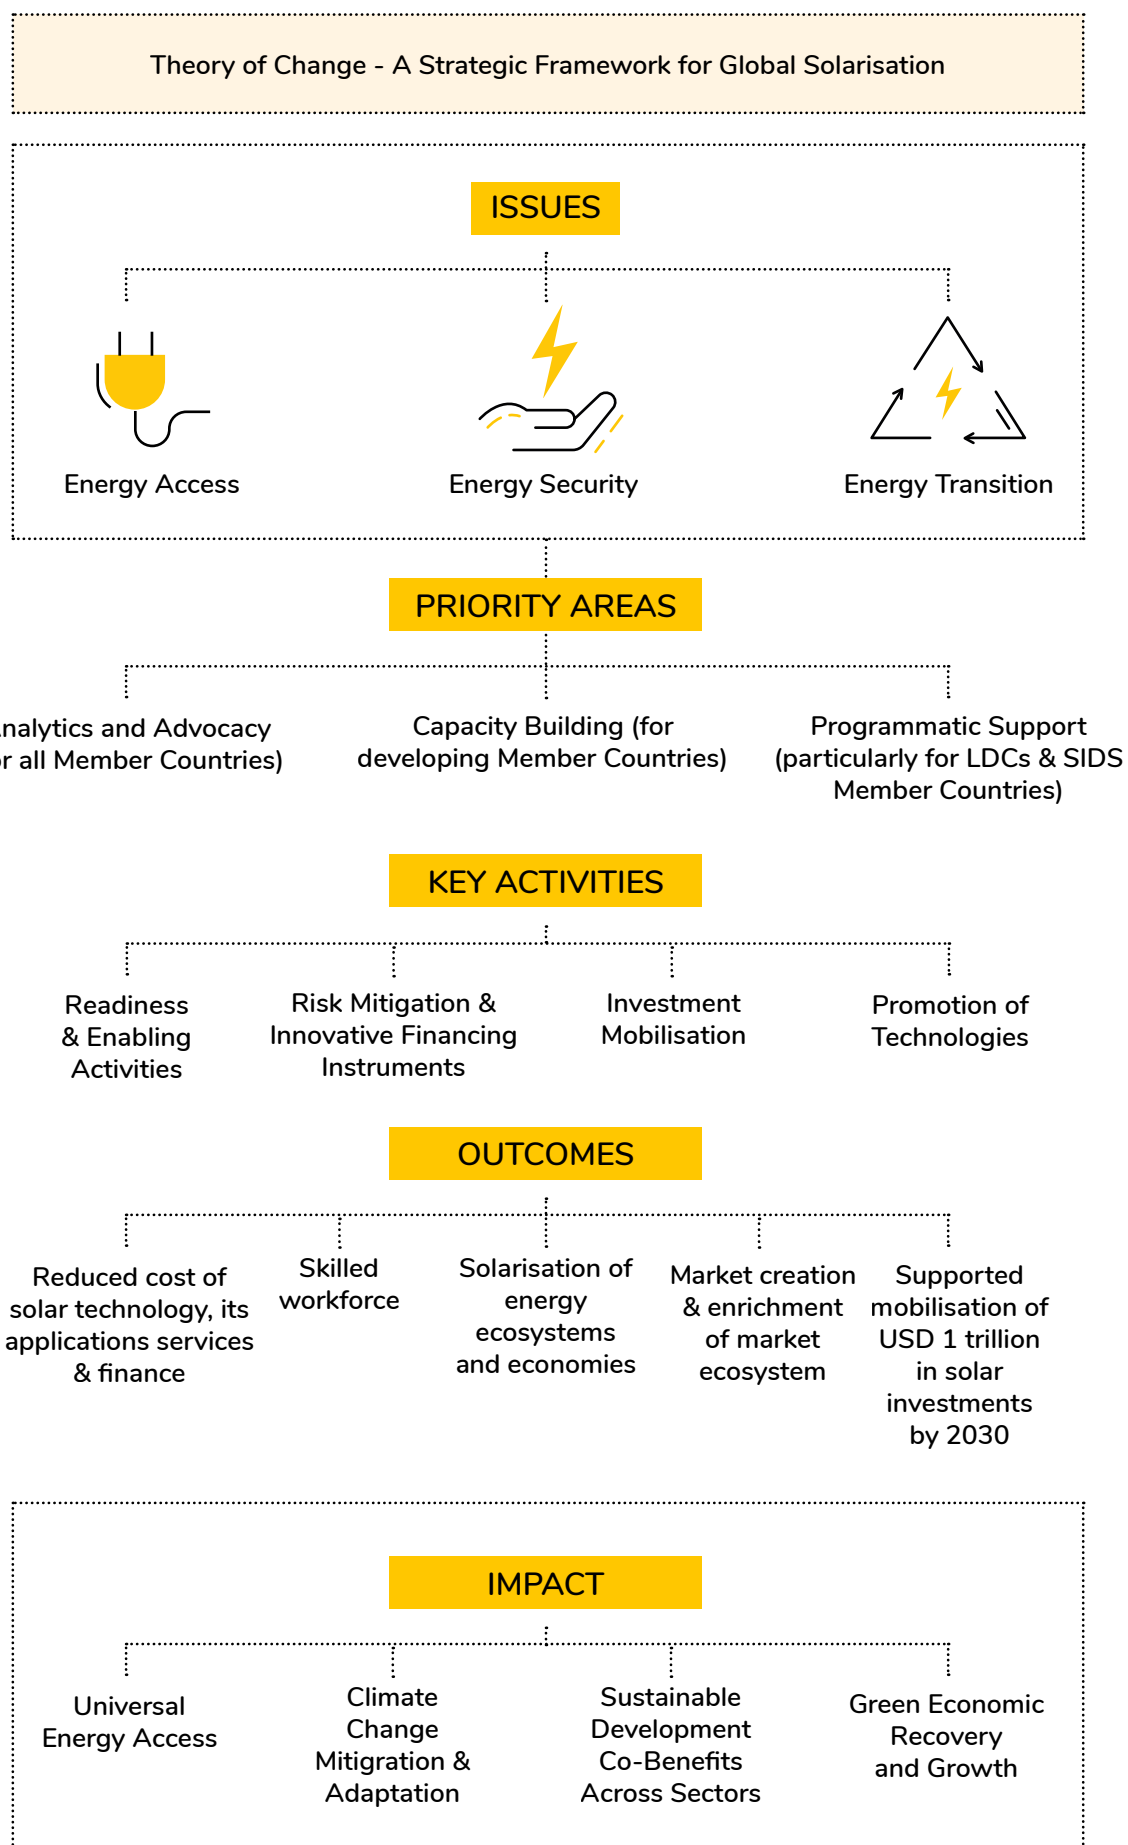 Theory of Change - A Strategic Framework for Global Solarisation
ISSUES
Energy Access
Energy Security
Energy Transition
PRIORITY AREAS
nalytics and Advocacy
r all Member Countries)
Capacity Building (for
developing Member Countries)
Programmatic Support
(particularly for LDCs & SIDS
Member Countries)
KEY ACTIVITIES
Readiness
& Enabling
Activities
Risk Mitigation &
Innovative Financing
Instruments
Investment
Mobilisation
Promotion of
Technologies
OUTCOMES
Reduced cost of
solar technology, its
applications services
& finance
Skilled
workforce
Solarisation of
energy
ecosystems
and economies
Market creation
& enrichment
of market
ecosystem
Supported
mobilisation of
USD 1 trillion
in solar
investments
by 2030
IMPACT
Universal
Energy Access
Climate
Change
Mitigration &
Adaptation
Sustainable
Development
Co-Benefits
Across Sectors
Green Economic
Recovery
and Growth